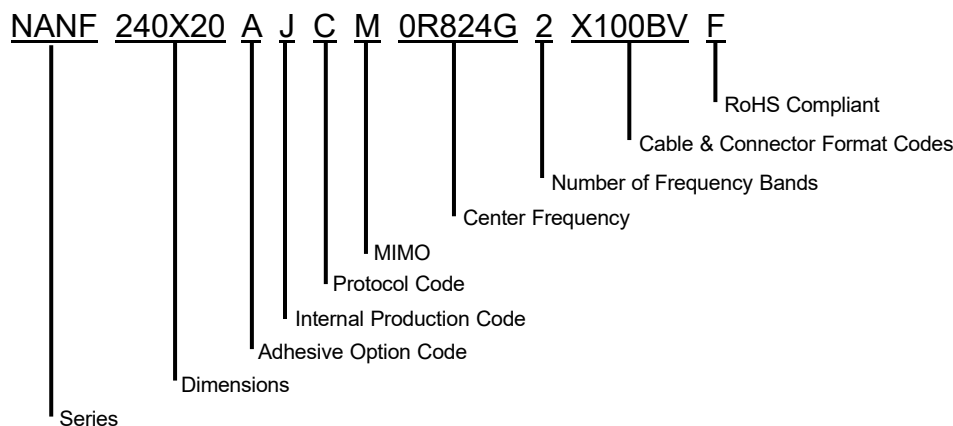 NANF 240X20 A J C M 0R824G 2 X100BV F
RoHS Compliant
Cable & Connector Format Codes
Number of Frequency Bands
Center Frequency
MIMO
Protocol Code
Internal Production Code
Adhesive Option Code
Dimensions
Series